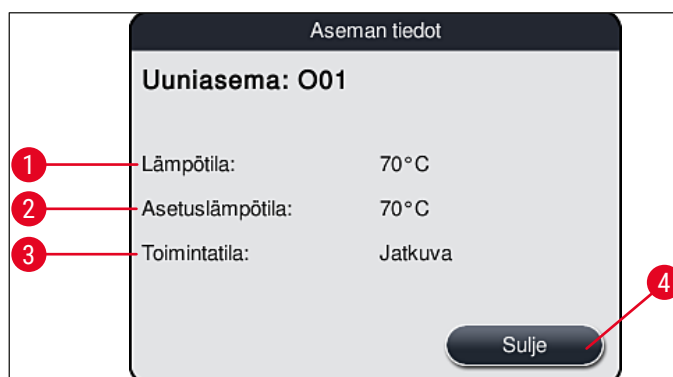 Aseman tiedot
Uuniasema: O01
1 Lämpötila: 70°C
2 Asetuslämpötila: 70°C
3 Toimintatila: Jatkuva
4
Sulje